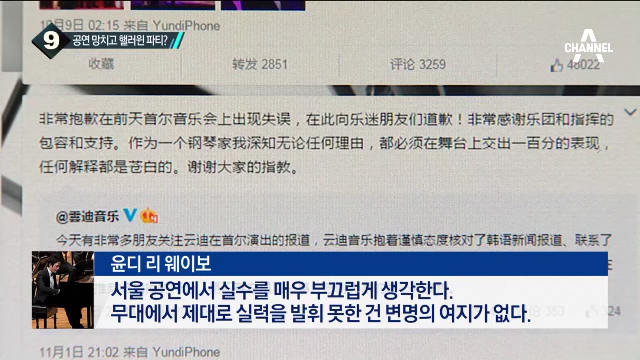 10月9日 02:15 来自 YundiPhone
9 공연 망치고 핼러윈 파티?
CHANNEL A
收藏 转发 2851 评论 3259 46022
非常抱歉在前天首尔音乐会上出现失误，在此向乐迷朋友们道歉！非常感谢乐团和指挥的
包容和支持。作为一个钢琴家我深知无论任何理由，都必须在舞台上交出一百分的表现，
任何解释都是苍白的。谢谢大家的指教。
@雲迪音乐
今天有非常多朋友关注云迪在首尔演出的报道，云迪音乐抱着谨慎态度核对了韩语新闻报道、联系了
윤디 리 웨이보
서울 공연에서 실수를 매우 부끄럽게 생각한다.
무대에서 제대로 실력을 발휘 못한 건 변명의 여지가 없다.
363 324
11月1日 21:02 来自 YundiPhone